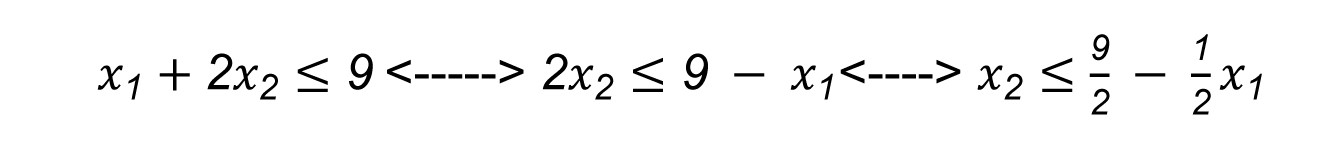 x₁ + 2x₂ ≤ 9 <-----> 2x₂ ≤ 9 − x₁ <----> x₂ ≤ 9/2 − 1/2 x₁